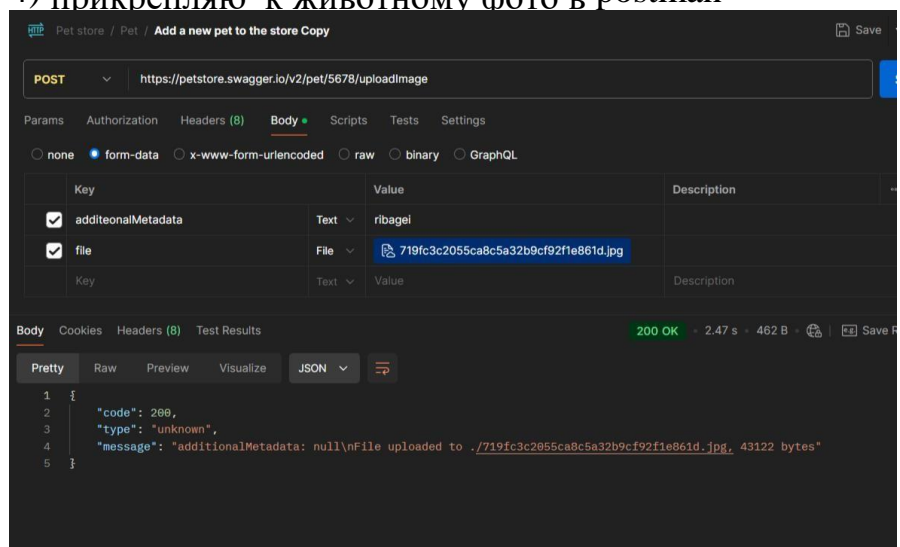 4) прикрепляю к животному фото в postman
HTTP Pet store / Pet / Add a new pet to the store Copy Save
POST https://petstore.swagger.io/v2/pet/5678/uploadImage
Params Authorization Headers (8) Body Scripts Tests Settings
none form-data x-www-form-urlencoded raw binary GraphQL
Key Value Description
additeonalMetadata Text ribagei
file File 719fc3c2055ca8c5a32b9cf92f1e861d.jpg
Key Text Value Description
Body Cookies Headers (8) Test Results 200 OK 2.47 s 462 B e.g. Save R
Pretty Raw Preview Visualize JSON
1 {
2 "code": 200,
3 "type": "unknown",
4 "message": "additionalMetadata: null\nFile uploaded to ./719fc3c2055ca8c5a32b9cf92f1e861d.jpg, 43122 bytes"
5 }